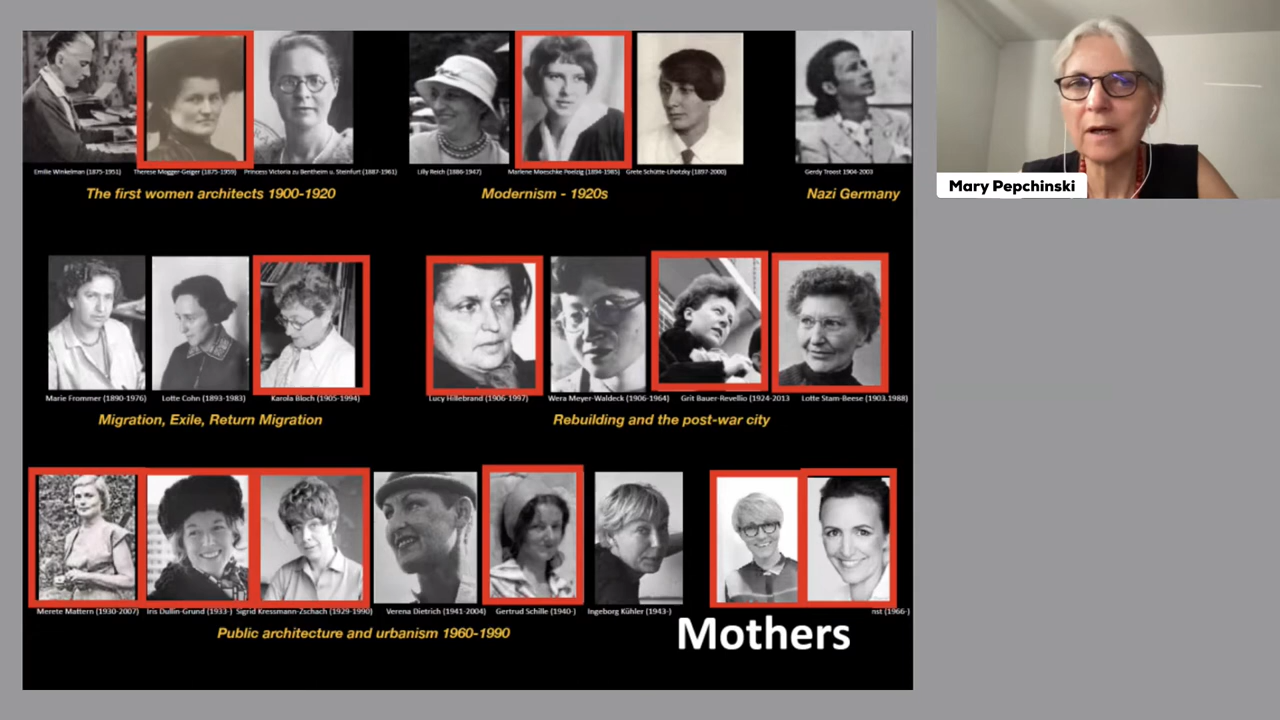 Mary Pepchinski
Emilie Winkelman (1875-1951) Therese Mogger-Geiger (1875-1959) Princess Victoria zu Bentheim u. Steinfurt (1887-1961) Lilly Reich (1886-1947) Marlene Moeschke Poelzig (1894-1985) Grete Schütte-Lihotzky (1897-2000) Gerdy Troost 1904-2003
The first women architects 1900-1920 Modernism - 1920s Nazi Germany
Marie Frommer (1890-1976) Lotte Cohn (1893-1983) Karola Bloch (1905-1994) Lucy Hillebrand (1906-1997) Wera Meyer-Waldeck (1906-1964) Grit Bauer-Revellio (1924-2013 Lotte Stam-Beese (1903.1988)
Migration, Exile, Return Migration Rebuilding and the post-war city
Merete Mattern (1930-2007) Iris Dullin-Grund (1933-) Sigrid Kressmann-Zschach (1929-1990) Verena Dietrich (1941-2004) Gertrud Schille (1940-) Ingeborg Kühler (1943-) nst (1966-)
Public architecture and urbanism 1960-1990 Mothers